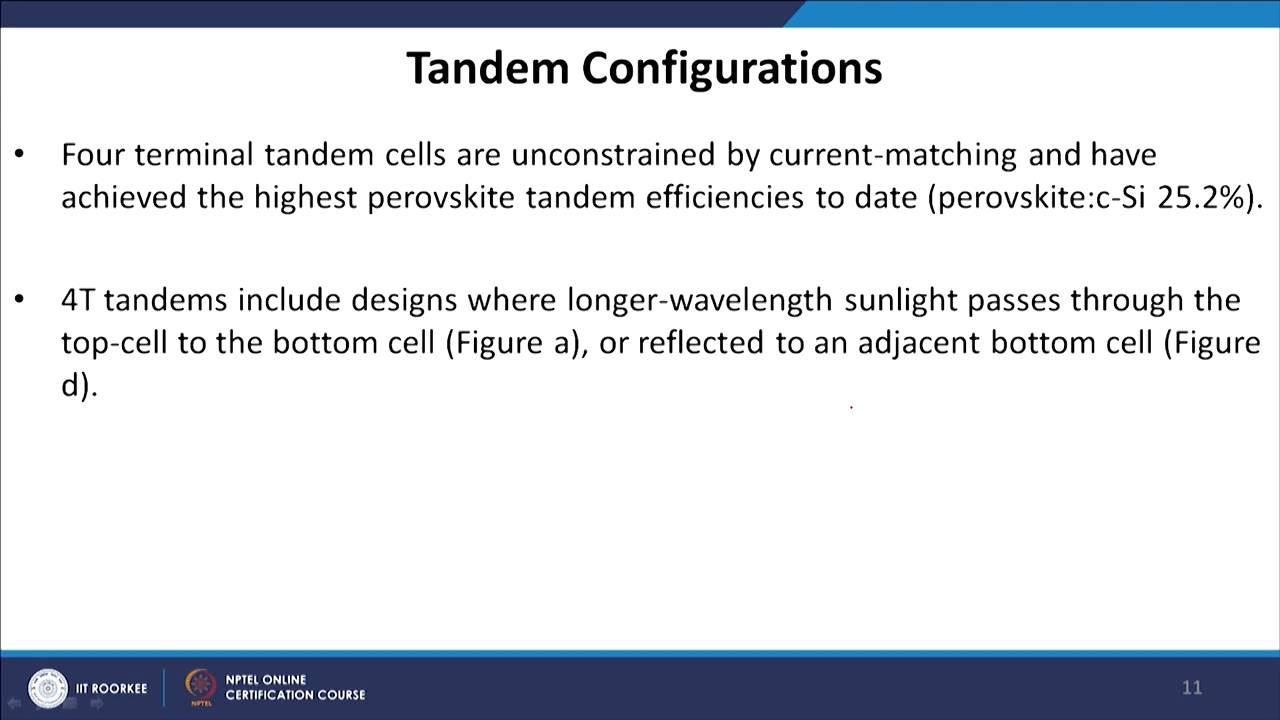 Tandem Configurations
• Four terminal tandem cells are unconstrained by current-matching and have
achieved the highest perovskite tandem efficiencies to date (perovskite:c-Si 25.2%).
• 4T tandems include designs where longer-wavelength sunlight passes through the
top-cell to the bottom cell (Figure a), or reflected to an adjacent bottom cell (Figure
d).
IIT ROORKEE
NPTEL
NPTEL ONLINE
CERTIFICATION COURSE
11